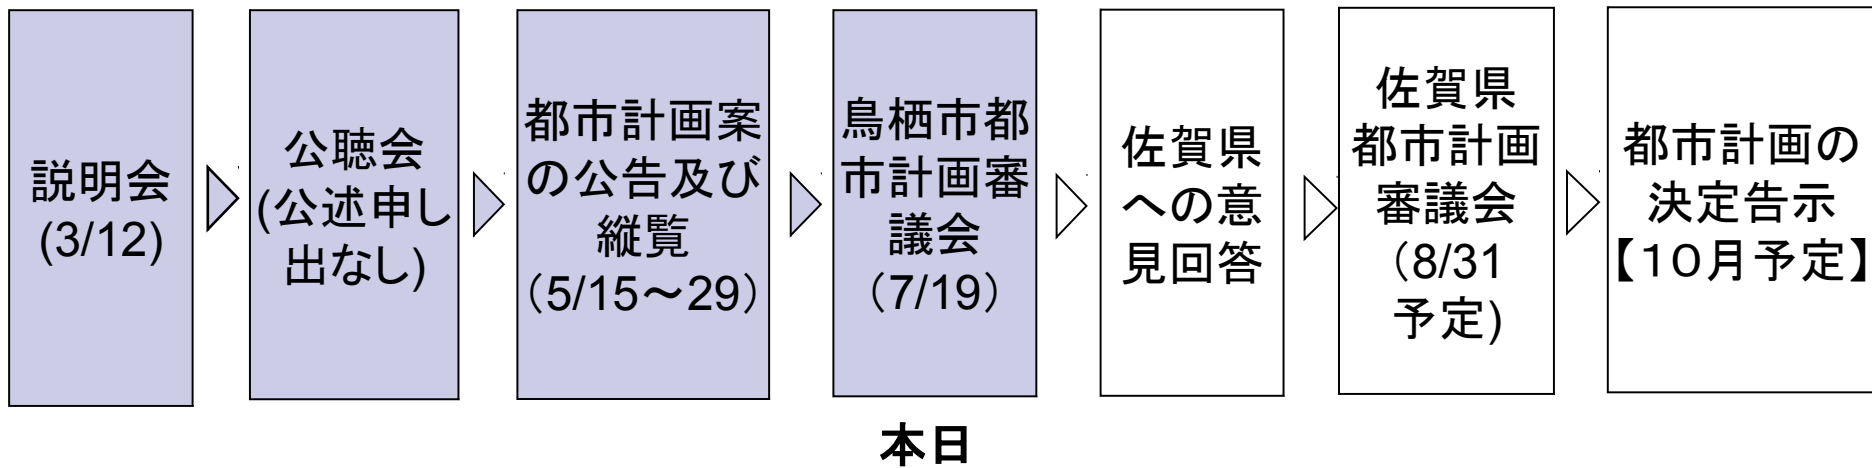 説明会
(3/12)
公聴会
(公述申し
出なし)
都市計画案
の公告及び
縦覧
（5/15～29）
鳥栖市都
市計画審
議会
（7/19）
佐賀県
への意
見回答
佐賀県
都市計画
審議会
（8/31
予定)
都市計画の
決定告示
【１０月予定】
本日